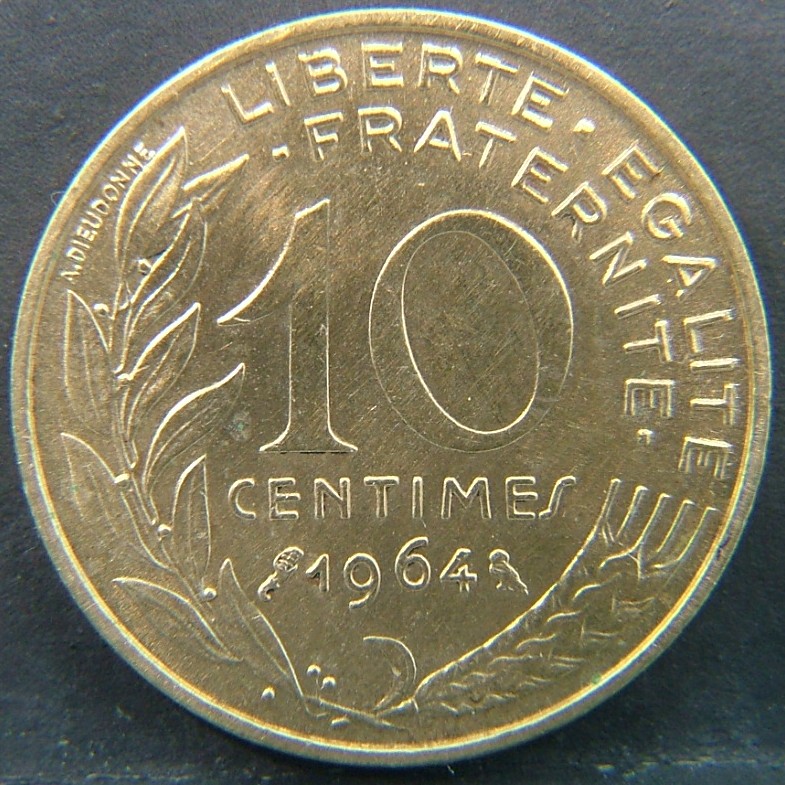 LIBERTE · EGALITE
· FRATERNITE ·
A.DIEUDONNE
10
CENTIMES
1964